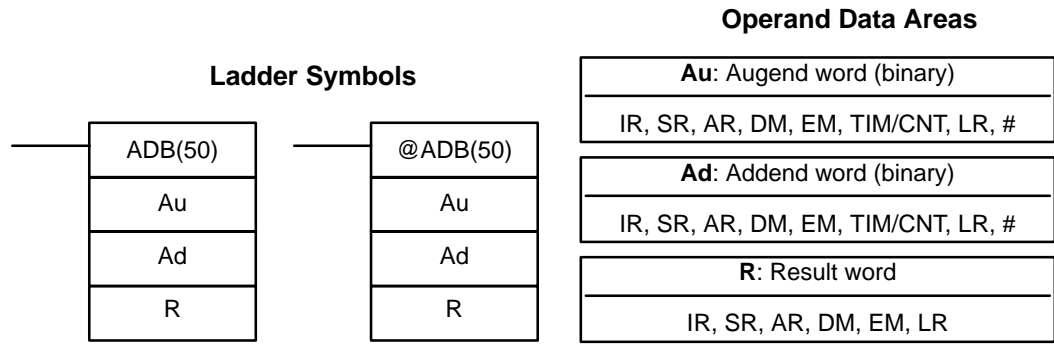 Operand Data Areas
Ladder Symbols
ADB(50)
Au
Ad
R
@ADB(50)
Au
Ad
R
Au: Augend word (binary)
IR, SR, AR, DM, EM, TIM/CNT, LR, #
Ad: Addend word (binary)
IR, SR, AR, DM, EM, TIM/CNT, LR, #
R: Result word
IR, SR, AR, DM, EM, LR